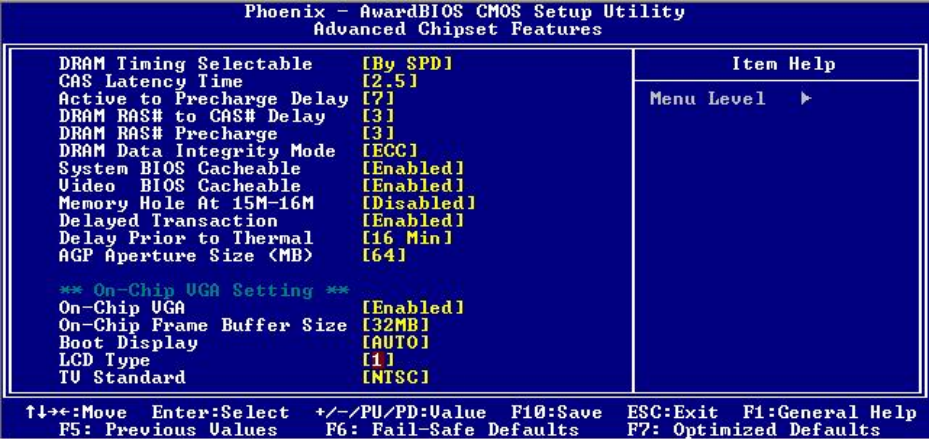 Phoenix - AwardBIOS CMOS Setup Utility
Advanced Chipset Features
DRAM Timing Selectable [By SPD]
CAS Latency Time [2.5]
Active to Precharge Delay [7]
DRAM RAS# to CAS# Delay [3]
DRAM RAS# Precharge [3]
DRAM Data Integrity Mode [ECC]
System BIOS Cacheable [Enabled]
Video BIOS Cacheable [Enabled]
Memory Hole At 15M-16M [Disabled]
Delayed Transaction [Enabled]
Delay Prior to Thermal [16 Min]
AGP Aperture Size (MB) [64]
** On-Chip VGA Setting **
On-Chip VGA [Enabled]
On-Chip Frame Buffer Size [32MB]
Boot Display [AUTO]
LCD Type [1]
TV Standard [NTSC]
Item Help
Menu Level ►
↑↓→←:Move Enter:Select +/-/PU/PD:Value F10:Save ESC:Exit F1:General Help
F5: Previous Values F6: Fail-Safe Defaults F7: Optimized Defaults